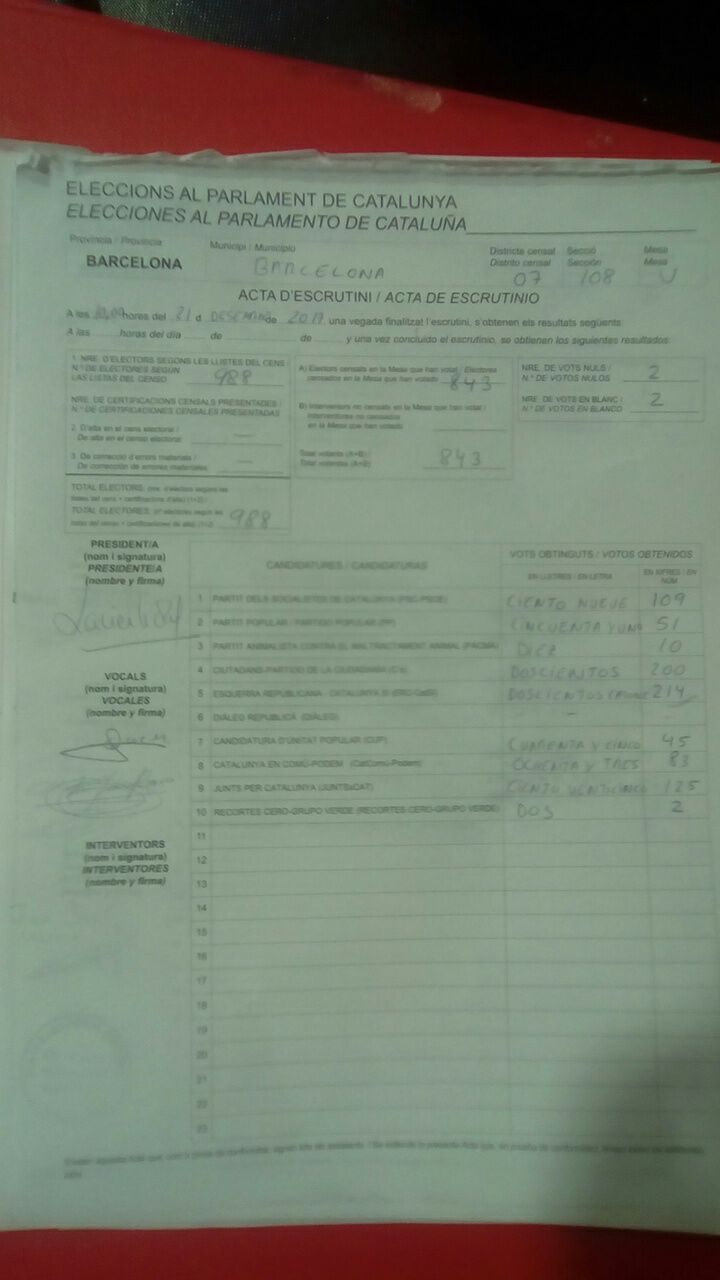 ELECCIONS AL PARLAMENT DE CATALUNYA
ELECCIONES AL PARLAMENTO DE CATALUÑA
Provincia / Provincia Municipi / Municipio Districte censal Secció Mesa
Distrito censal Sección Mesa
BARCELONA BARCELONA 07 108 U
ACTA D'ESCRUTINI / ACTA DE ESCRUTINIO
A les hores del 21 d de 2017, una vegada finalitzat l'escrutini, s'obtenen els resultats següents
A las horas del día de de y una vez concluido el escrutinio, se obtienen los siguientes resultados:
1. NRE. D'ELECTORS SEGONS LES LLISTES DEL CENS /
N.º DE ELECTORES SEGÚN
LAS LISTAS DEL CENSO 988
NRE. DE CERTIFICACIONS CENSALS PRESENTADES /
N.º DE CERTIFICACIONES CENSALES PRESENTADAS
2. D'alta en el cens electoral /
De alta en el censo electoral —
3. De correcció d'errors materials /
De corrección de errores materiales —
TOTAL ELECTORS:
TOTAL ELECTORES: 988
A) Electors censats en la Mesa que han votat / Electores
censados en la Mesa que han votado 843
B) Interventors no censats en la Mesa que han votat /
Interventores no censados
en la Mesa que han votado
Total votants (A+B) /
Total votantes (A+B) 843
NRE. DE VOTS NULS /
N.º DE VOTOS NULOS 2
NRE. DE VOTS EN BLANC /
N.º DE VOTOS EN BLANCO 2
PRESIDENT/A
(nom i signatura)
PRESIDENTE/A
(nombre y firma)
VOCALS
(nom i signatura)
VOCALES
(nombre y firma)
INTERVENTORS
(nom i signatura)
INTERVENTORES
(nombre y firma)
CANDIDATURES / CANDIDATURAS VOTS OBTINGUTS / VOTOS OBTENIDOS
EN LLETRES / EN LETRA EN XIFRES / EN NÚM
1 PARTIT DELS SOCIALISTES DE CATALUNYA (PSC-PSOE) CIENTO NUEVE 109
2 PARTIT POPULAR / PARTIDO POPULAR (PP) CINCUENTA Y UNO 51
3 PARTIT ANIMALISTA CONTRA EL MALTRACTAMENT ANIMAL (PACMA) DIEZ 10
4 CIUTADANS-PARTIDO DE LA CIUDADANÍA (C's) DOSCIENTOS 200
5 ESQUERRA REPUBLICANA - CATALUNYA SÍ (ERC-CatSí) DOSCIENTOS 214
6 DIÀLEG REPUBLICÀ (DIÀLEG) — —
7 CANDIDATURA D'UNITAT POPULAR (CUP) CUARENTA Y CINCO 45
8 CATALUNYA EN COMÚ-PODEM (CatComú-Podem) OCHENTA Y TRES 83
9 JUNTS PER CATALUNYA (JUNTSxCAT) CIENTO VENTICINCO 125
10 RECORTES CERO-GRUPO VERDE (RECORTES CERO-GRUPO VERDE) DOS 2
11
12
13
14
15
16
17
18
19
20
21
22
23